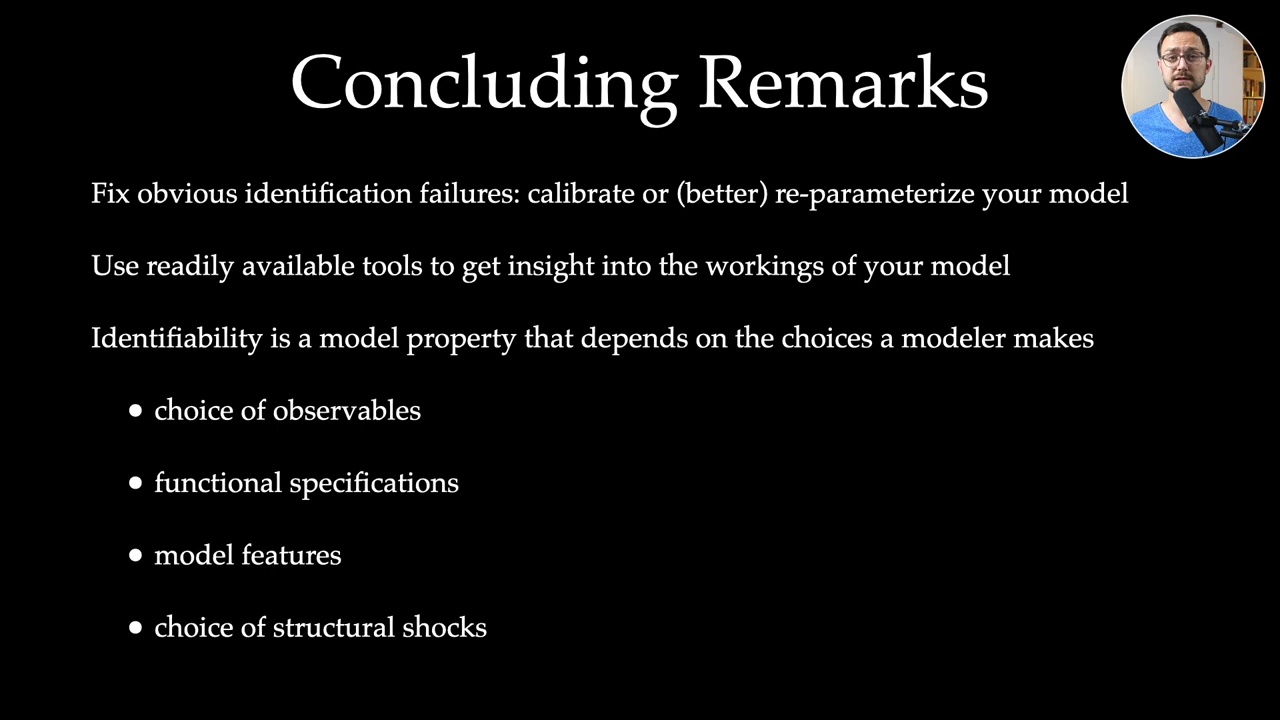 Concluding Remarks
Fix obvious identification failures: calibrate or (better) re-parameterize your model
Use readily available tools to get insight into the workings of your model
Identifiability is a model property that depends on the choices a modeler makes
• choice of observables
• functional specifications
• model features
• choice of structural shocks